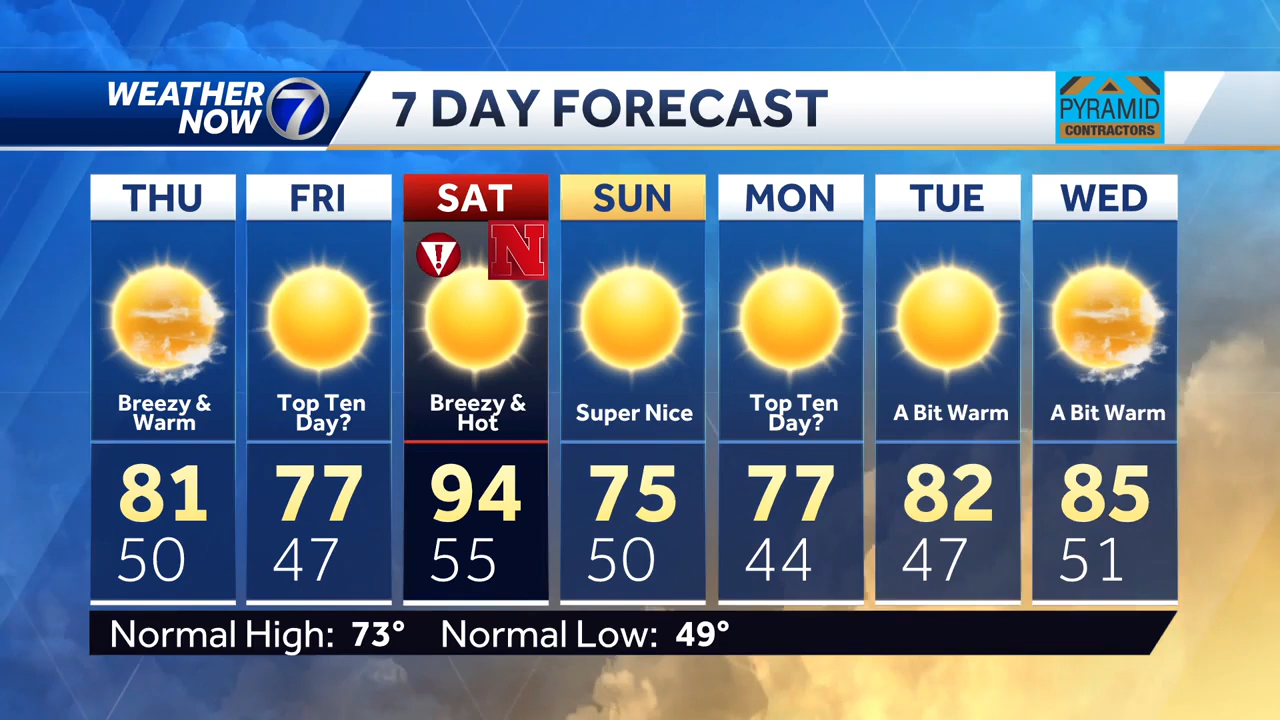 WEATHER
NOW 7
7 DAY FORECAST
PYRAMID
CONTRACTORS
THU
FRI
SAT
SUN
MON
TUE
WED
!
N
Breezy &
Warm
Top Ten
Day?
Breezy &
Hot
Super Nice
Top Ten
Day?
A Bit Warm
A Bit Warm
81
77
94
75
77
82
85
50
47
55
50
44
47
51
Normal High: 73° Normal Low: 49°